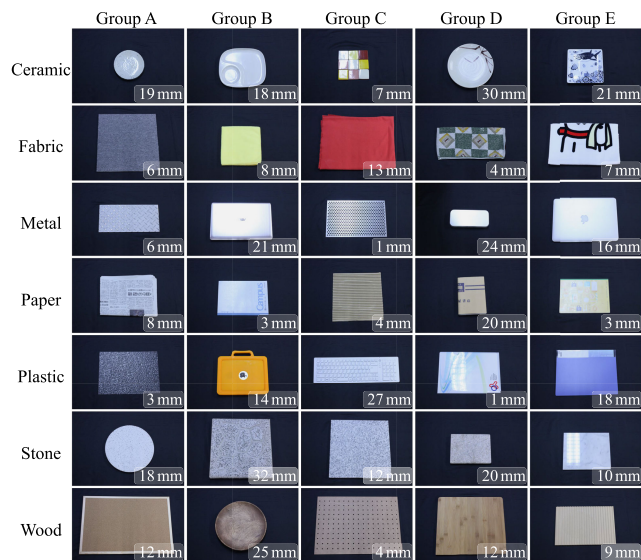 Group A Group B Group C Group D Group E
Ceramic 19 mm 18 mm 7 mm 30 mm 21 mm
Fabric 6 mm 8 mm 13 mm 4 mm 7 mm
Metal 6 mm 21 mm 1 mm 24 mm 16 mm
Paper 8 mm 3 mm 4 mm 20 mm 3 mm
Campus
Plastic 3 mm 14 mm 27 mm 1 mm 18 mm
Stone 18 mm 32 mm 12 mm 20 mm 10 mm
Wood 12 mm 25 mm 4 mm 12 mm 9 mm